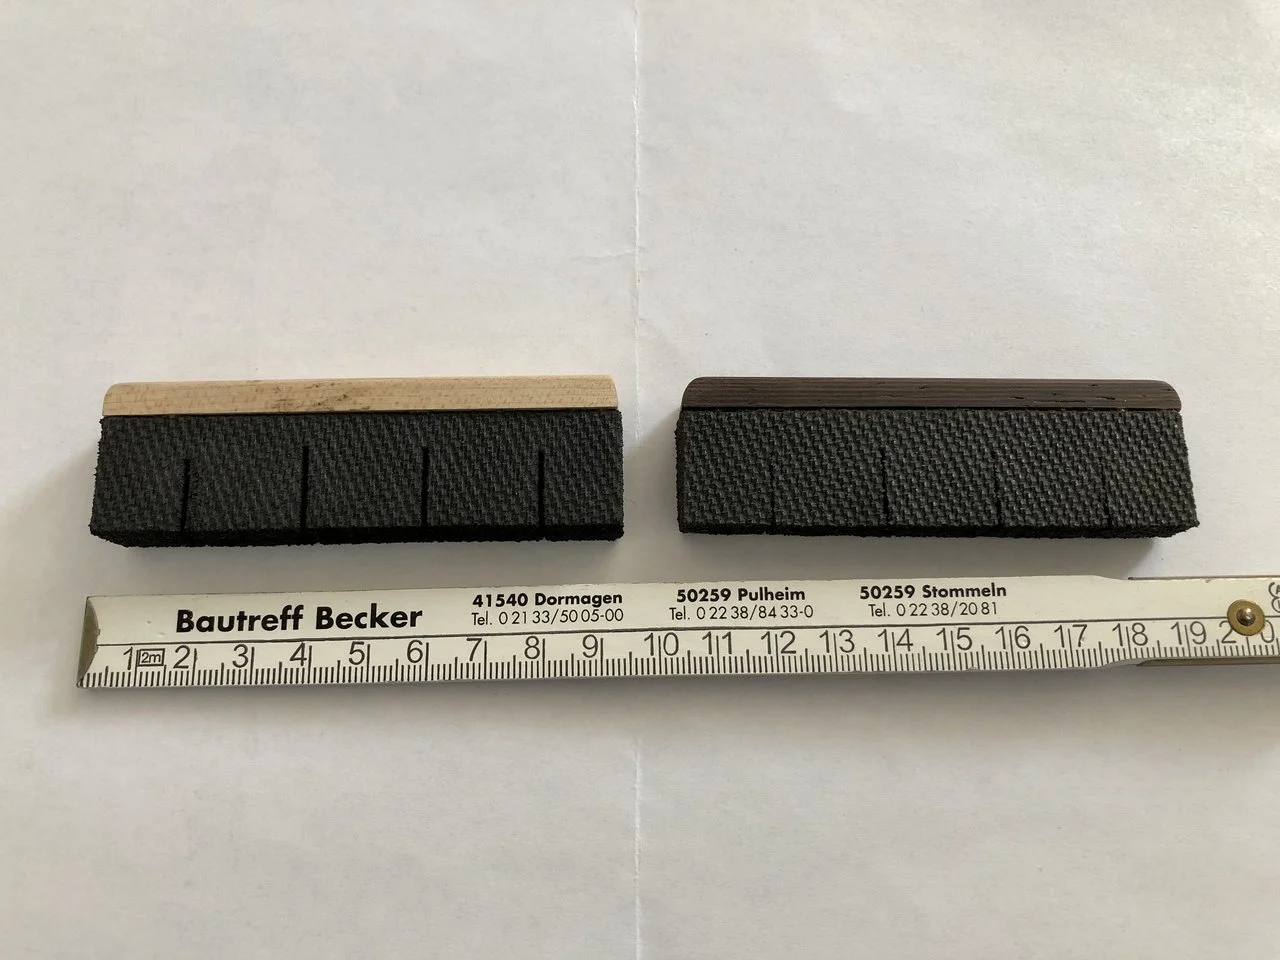 Bautreff Becker
41540 Dormagen
Tel. 0 21 33/50 05-00
50259 Pulheim
Tel. 0 22 38/84 33-0
50259 Stommeln
Tel. 0 22 38/20 81
1 2m 2 3 4 5 6 7 8 9 10 11 12 13 14 15 16 17 18 19